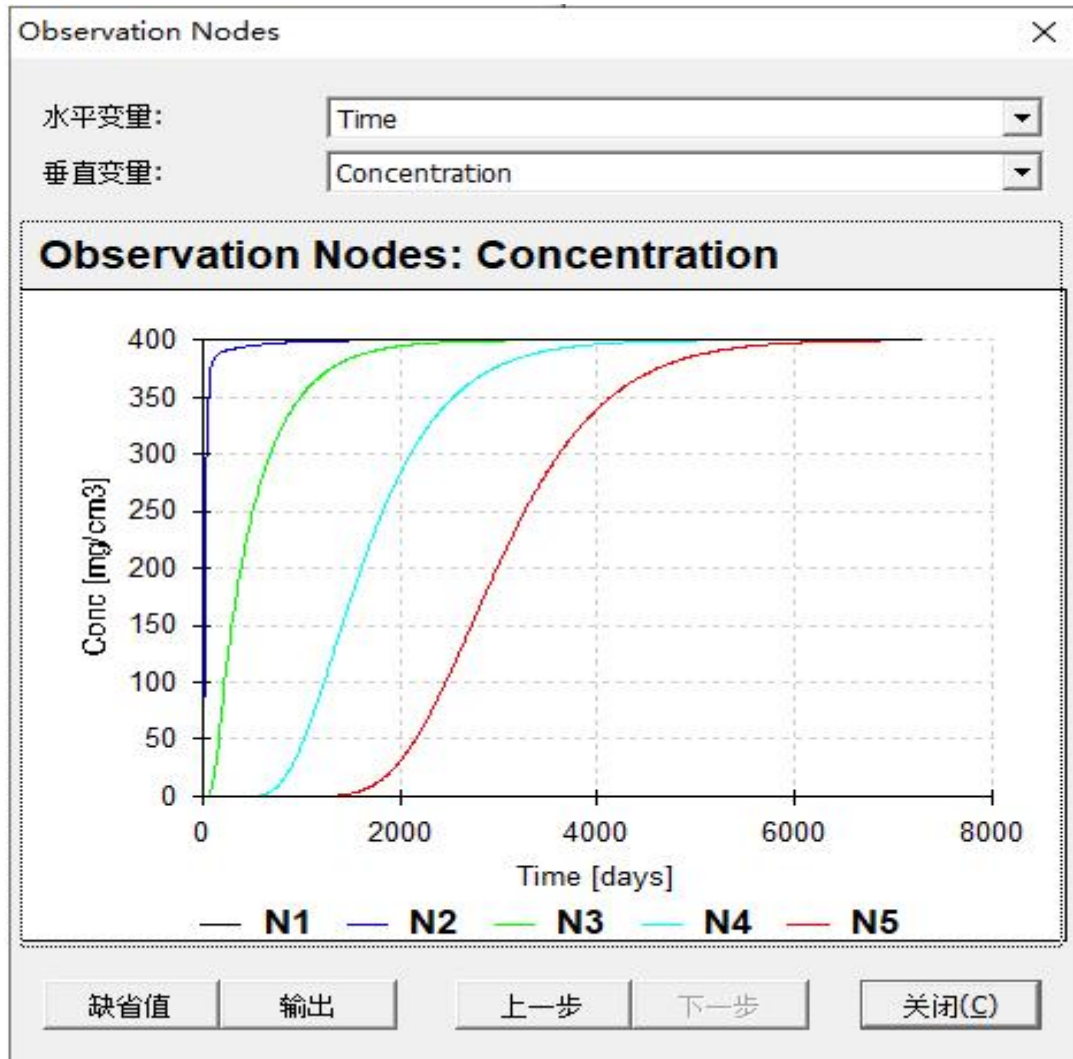 Observation Nodes
水平变量: Time
垂直变量: Concentration
Observation Nodes: Concentration
400
350
300
250
200
150
100
50
0
Conc [mg/cm3]
0 2000 4000 6000 8000
Time [days]
N1 N2 N3 N4 N5
缺省值 输出 上一步 下一步 关闭(C)